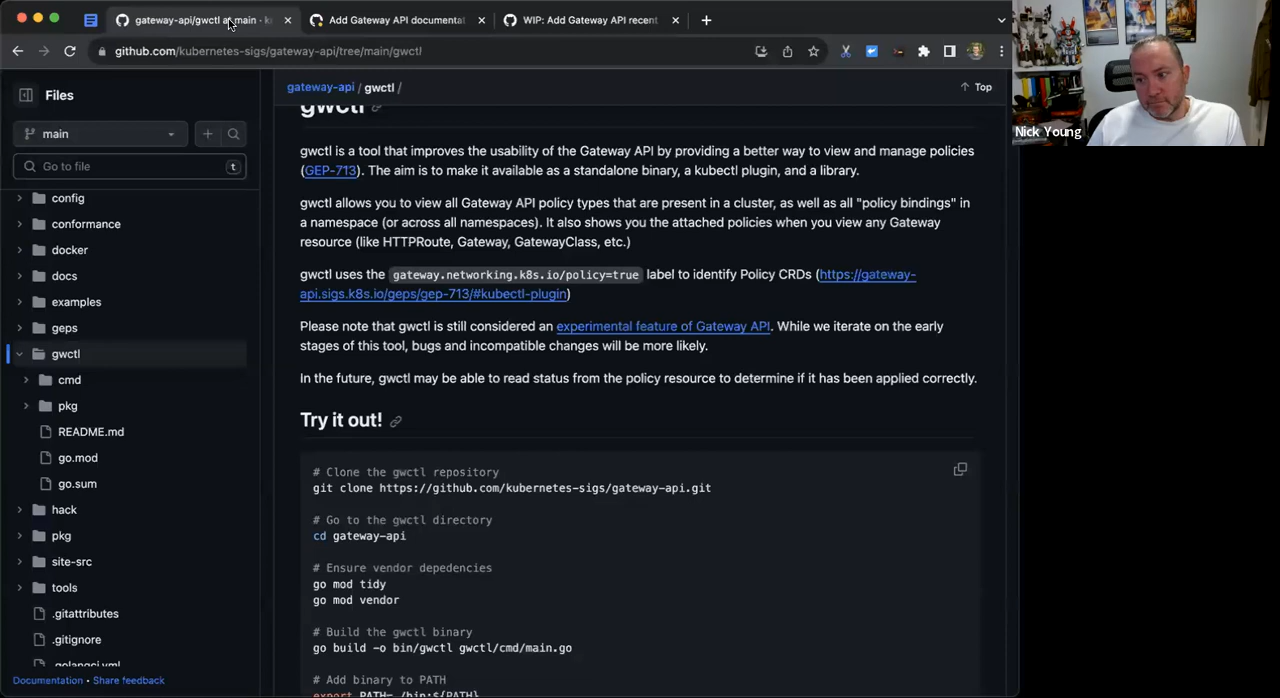 gateway-api/gwctl at main · k
Add Gateway API documentat
WIP: Add Gateway API recent
github.com/kubernetes-sigs/gateway-api/tree/main/gwctl
Files
main
Go to file
t
config
conformance
docker
docs
examples
geps
gwctl
cmd
pkg
README.md
go.mod
go.sum
hack
pkg
site-src
tools
.gitattributes
.gitignore
.golangci.yml
Documentation • Share feedback
gateway-api / gwctl /
Top
gwctl
gwctl is a tool that improves the usability of the Gateway API by providing a better way to view and manage policies
(GEP-713). The aim is to make it available as a standalone binary, a kubectl plugin, and a library.
gwctl allows you to view all Gateway API policy types that are present in a cluster, as well as all "policy bindings" in
a namespace (or across all namespaces). It also shows you the attached policies when you view any Gateway
resource (like HTTPRoute, Gateway, GatewayClass, etc.)
gwctl uses the gateway.networking.k8s.io/policy=true label to identify Policy CRDs (https://gateway-
api.sigs.k8s.io/geps/gep-713/#kubectl-plugin)
Please note that gwctl is still considered an experimental feature of Gateway API. While we iterate on the early
stages of this tool, bugs and incompatible changes will be more likely.
In the future, gwctl may be able to read status from the policy resource to determine if it has been applied correctly.
Try it out!
# Clone the gwctl repository
git clone https://github.com/kubernetes-sigs/gateway-api.git
# Go to the gwctl directory
cd gateway-api
# Ensure vendor depedencies
go mod tidy
go mod vendor
# Build the gwctl binary
go build -o bin/gwctl gwctl/cmd/main.go
# Add binary to PATH
export PATH=./bin:${PATH}
Nick Young